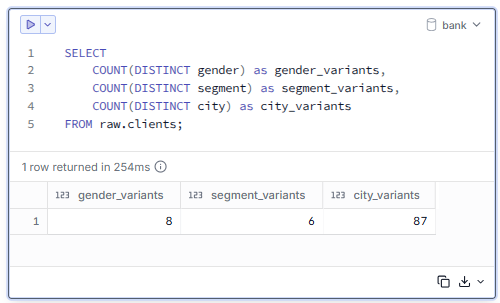 bank
1 SELECT
2 COUNT(DISTINCT gender) as gender_variants,
3 COUNT(DISTINCT segment) as segment_variants,
4 COUNT(DISTINCT city) as city_variants
5 FROM raw.clients;
1 row returned in 254ms
123 gender_variants 123 segment_variants 123 city_variants
1 8 6 87